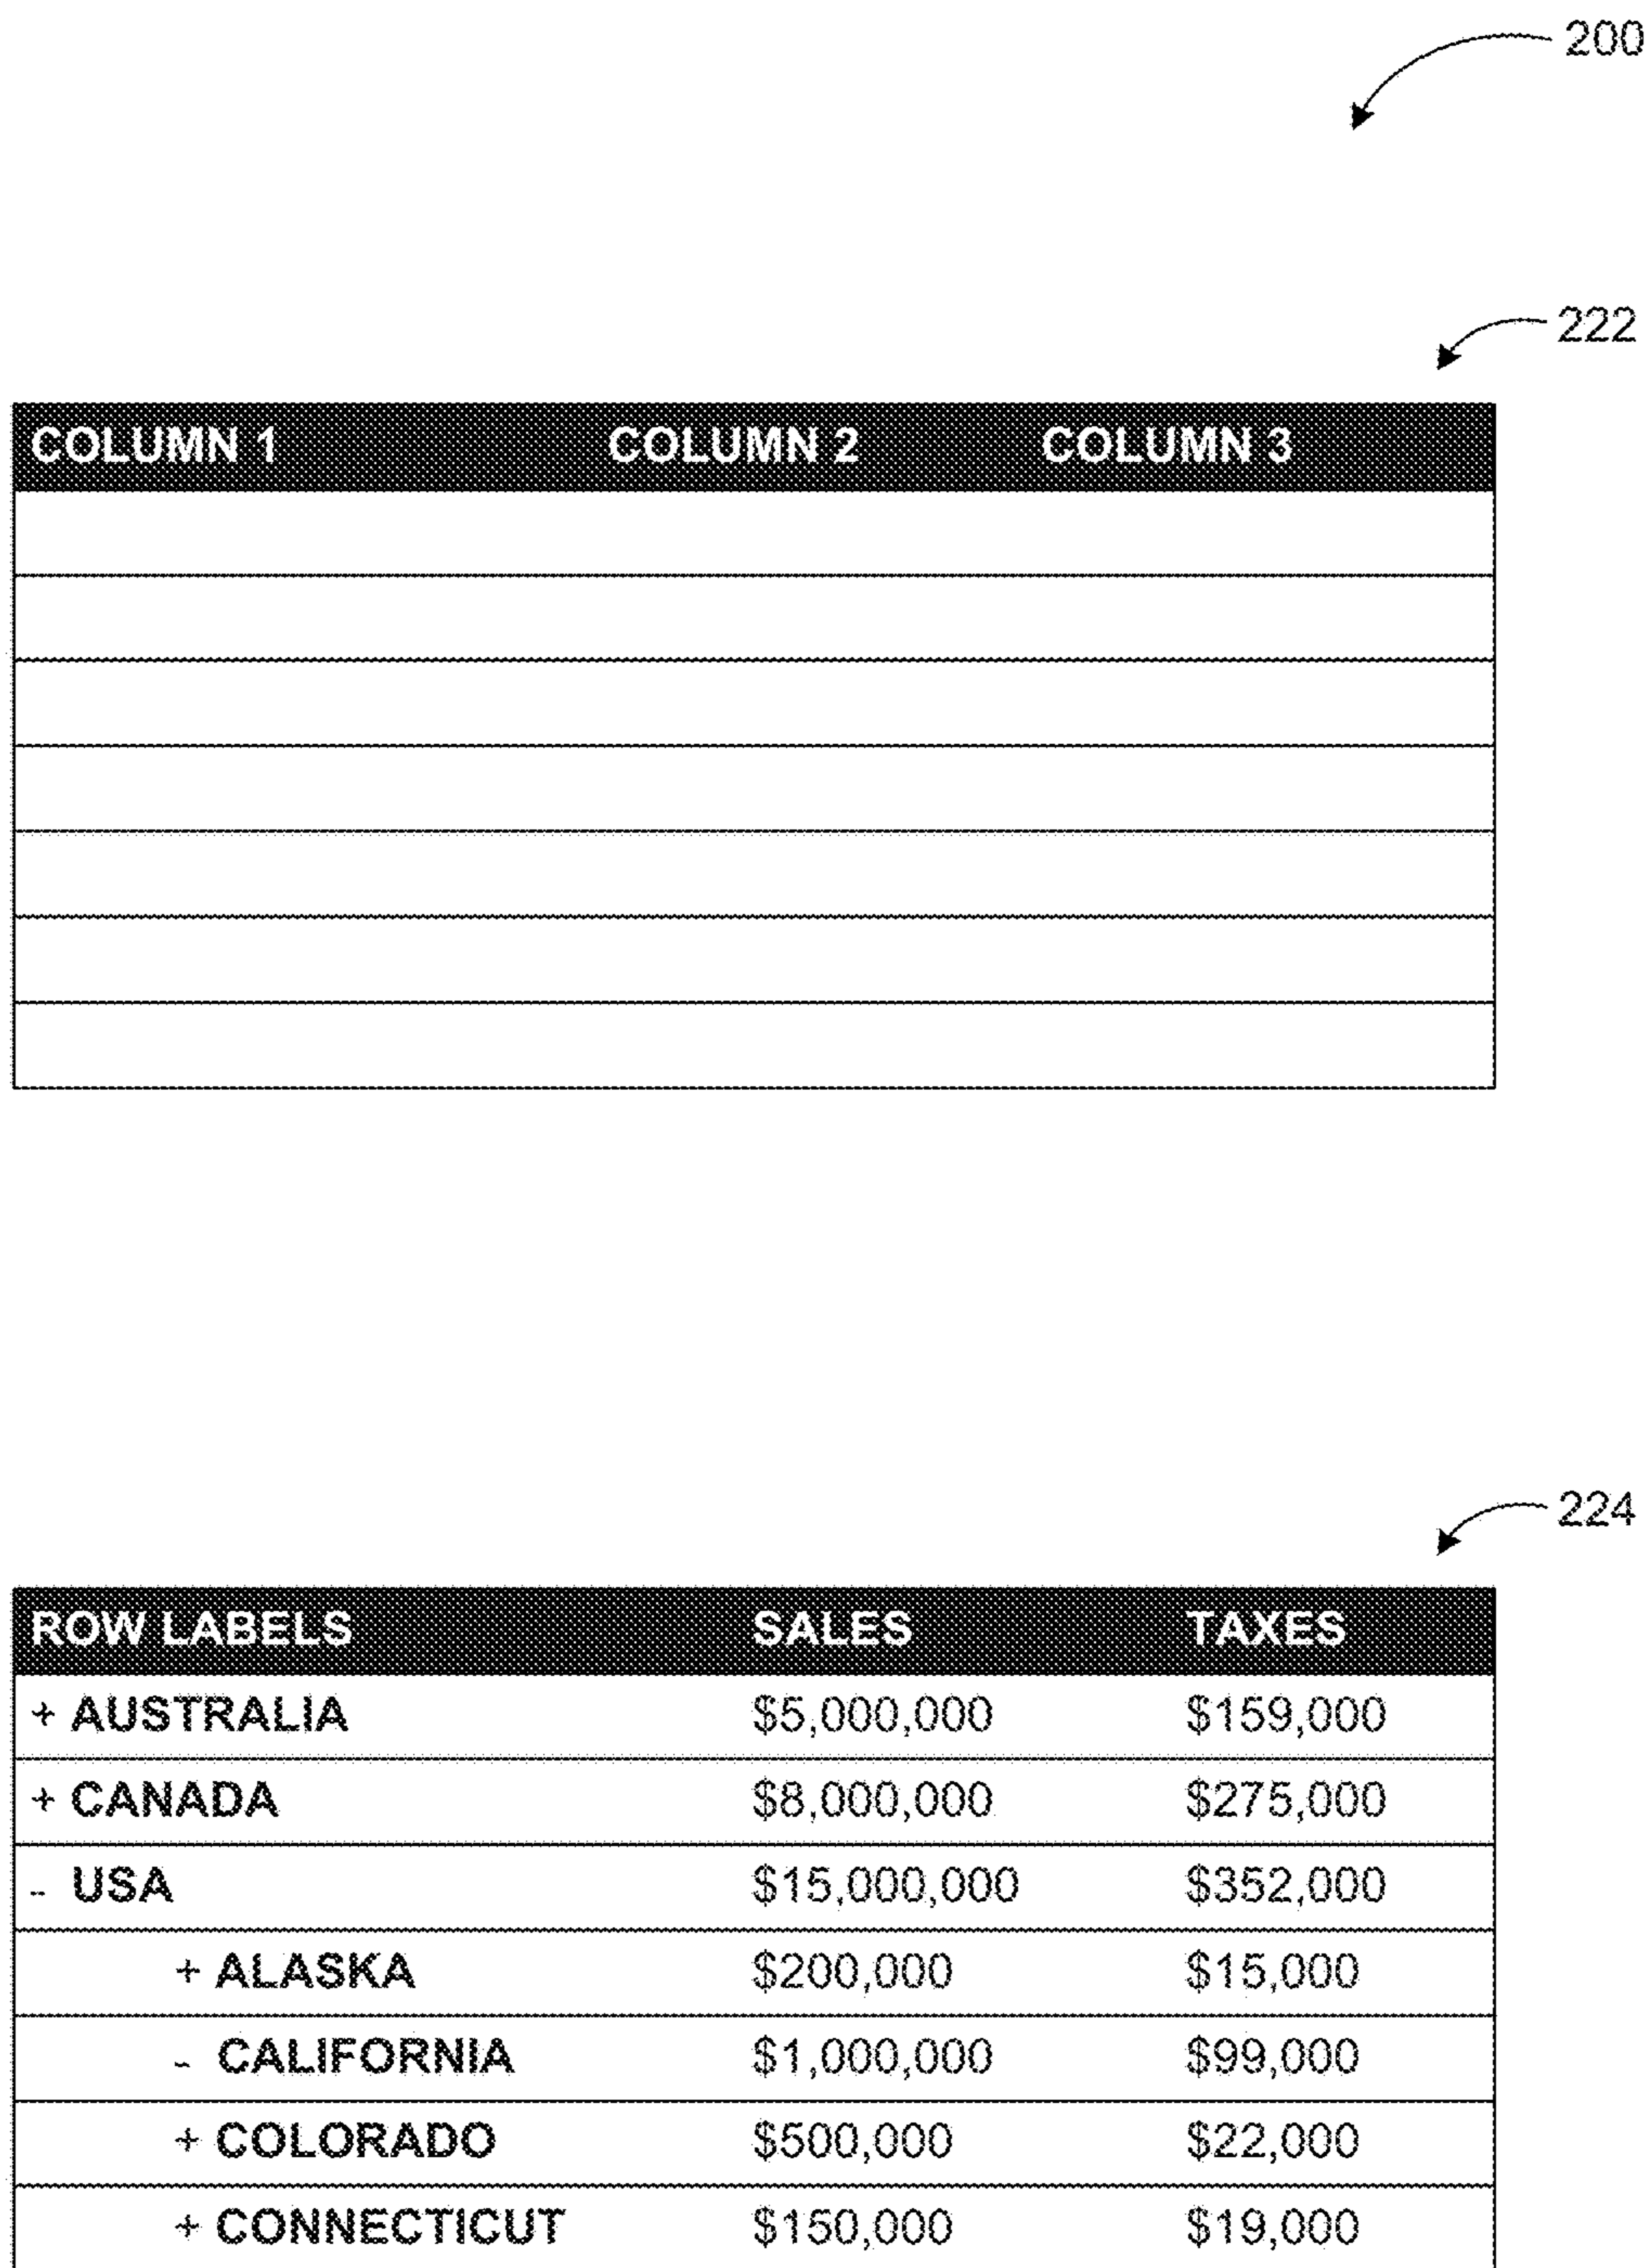 200
222
COLUMN 1 COLUMN 2 COLUMN 3
224
ROW LABELS SALES TAXES
+ AUSTRALIA $5,000,000 $159,000
+ CANADA $8,000,000 $275,000
- USA $15,000,000 $352,000
+ ALASKA $200,000 $15,000
- CALIFORNIA $1,000,000 $99,000
+ COLORADO $500,000 $22,000
+ CONNECTICUT $150,000 $19,000